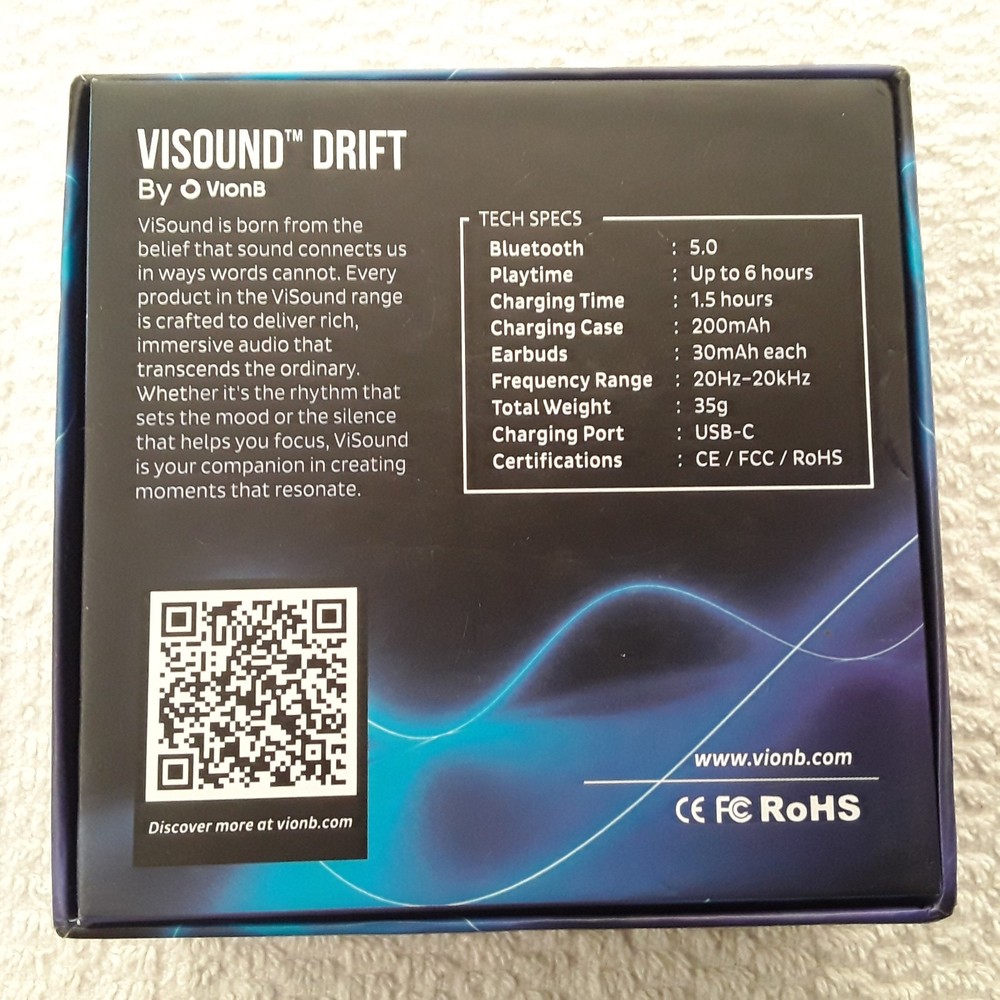 VISOUND™ DRIFT
By VIONB
ViSound is born from the
belief that sound connects us
in ways words cannot. Every
product in the ViSound range
is crafted to deliver rich,
immersive audio that
transcends the ordinary.
Whether it's the rhythm that
sets the mood or the silence
that helps you focus, ViSound
is your companion in creating
moments that resonate.
TECH SPECS
Bluetooth : 5.0
Playtime : Up to 6 hours
Charging Time : 1.5 hours
Charging Case : 200mAh
Earbuds : 30mAh each
Frequency Range : 20Hz–20kHz
Total Weight : 35g
Charging Port : USB-C
Certifications : CE / FCC / RoHS
Discover more at vionb.com
www.vionb.com
CE FC RoHS